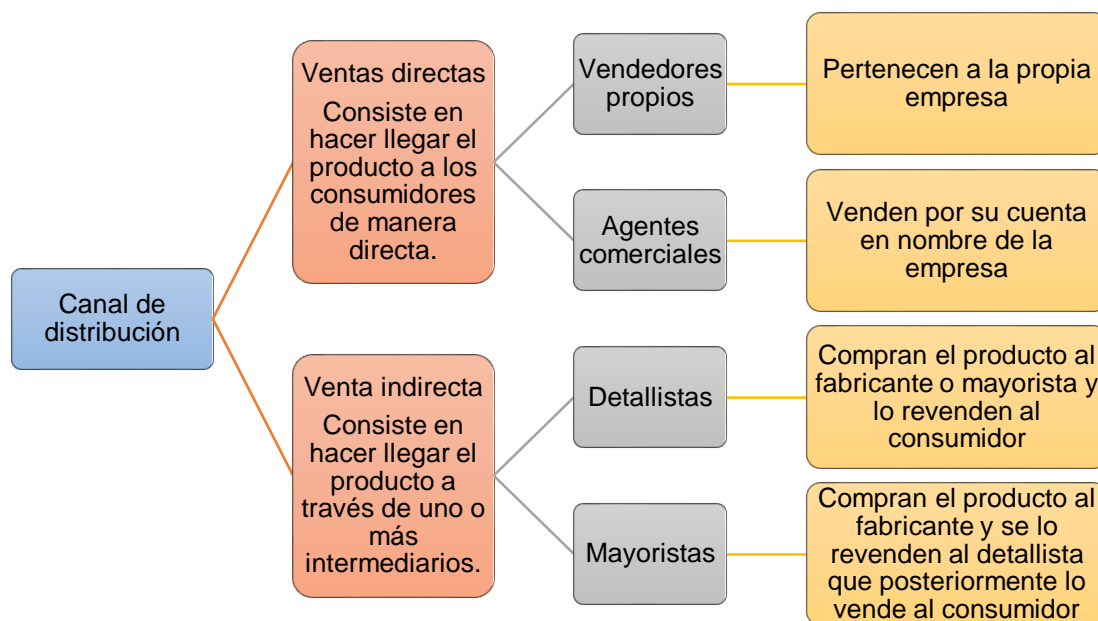 Canal de
distribución
Ventas directas
Consiste en
hacer llegar el
producto a los
consumidores
de manera
directa.
Vendedores
propios
Pertenecen a la propia
empresa
Agentes
comerciales
Venden por su cuenta
en nombre de la
empresa
Venta indirecta
Consiste en
hacer llegar el
producto a
través de uno o
más
intermediarios.
Detallistas
Compran el producto al
fabricante o mayorista y
lo revenden al
consumidor
Mayoristas
Compran el producto al
fabricante y se lo
revenden al detallista
que posteriormente lo
vende al consumidor